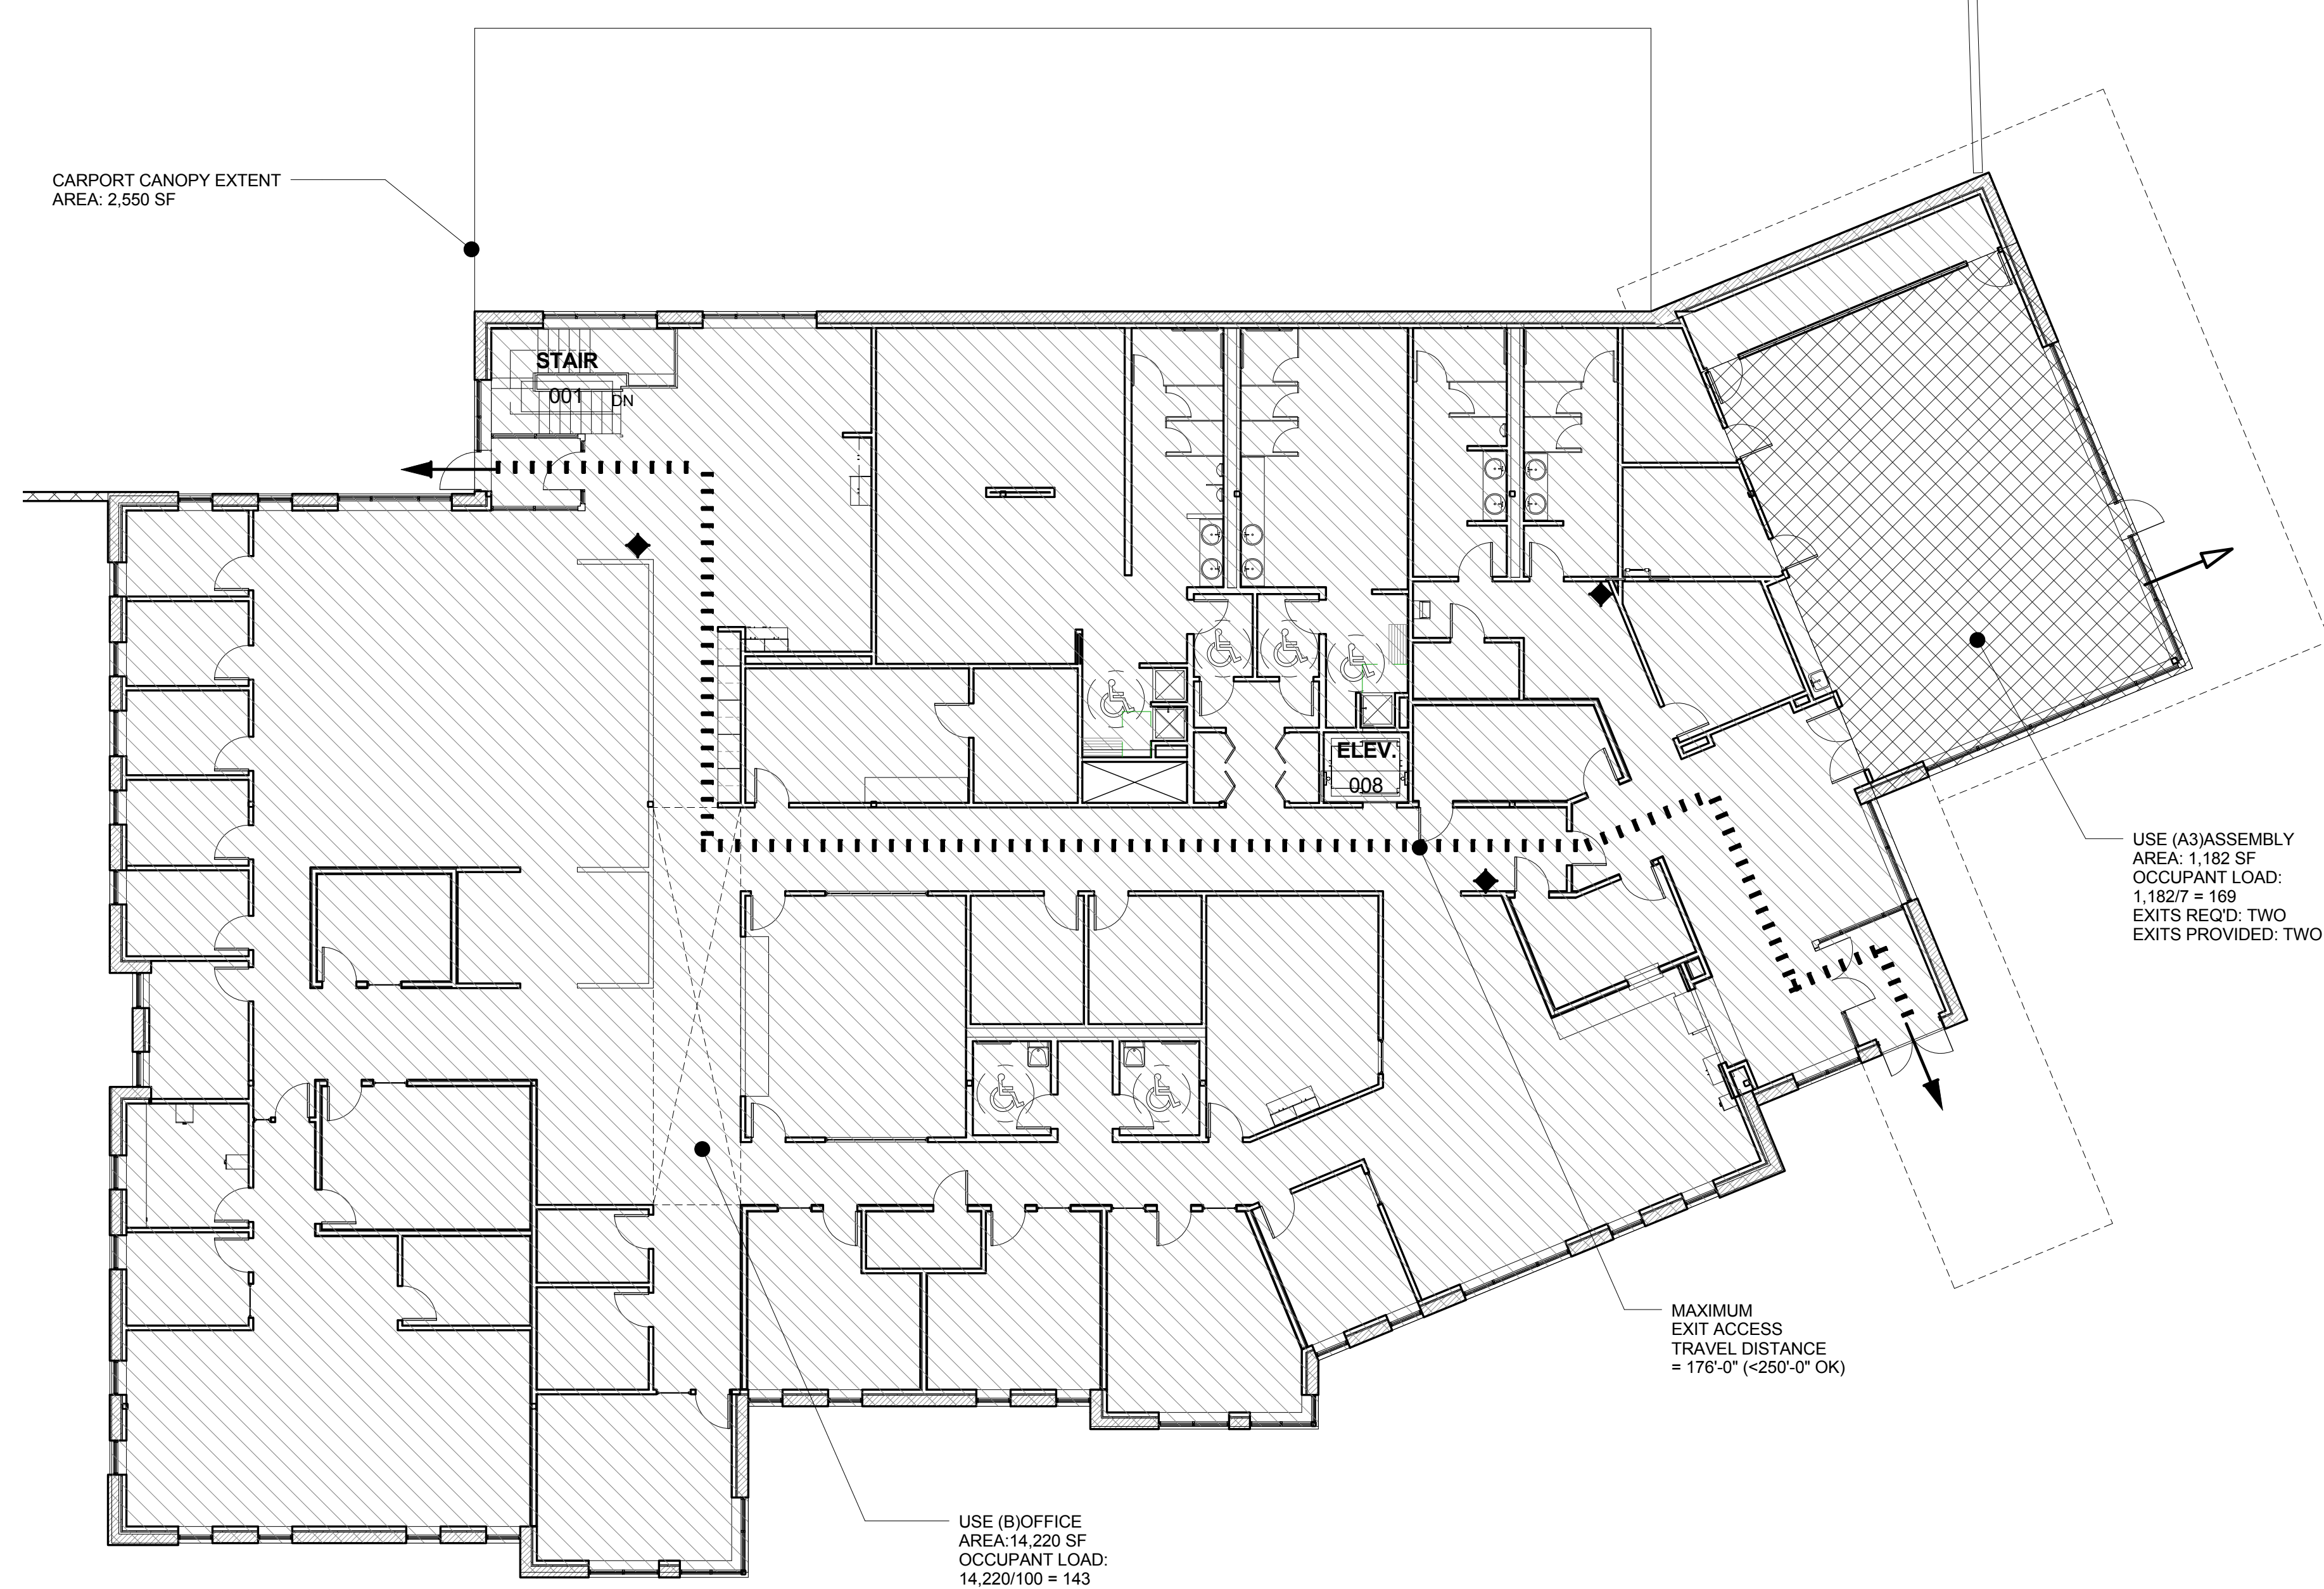 CARPORT CANOPY EXTENT
AREA: 2,550 SF
STAIR
001
DN
ELEV.
008
USE (A3)ASSEMBLY
AREA: 1,182 SF
OCCUPANT LOAD:
1,182/7 = 169
EXITS REQ'D: TWO
EXITS PROVIDED: TWO
MAXIMUM
EXIT ACCESS
TRAVEL DISTANCE
= 176'-0" (<250'-0" OK)
USE (B)OFFICE
AREA:14,220 SF
OCCUPANT LOAD:
14,220/100 = 143